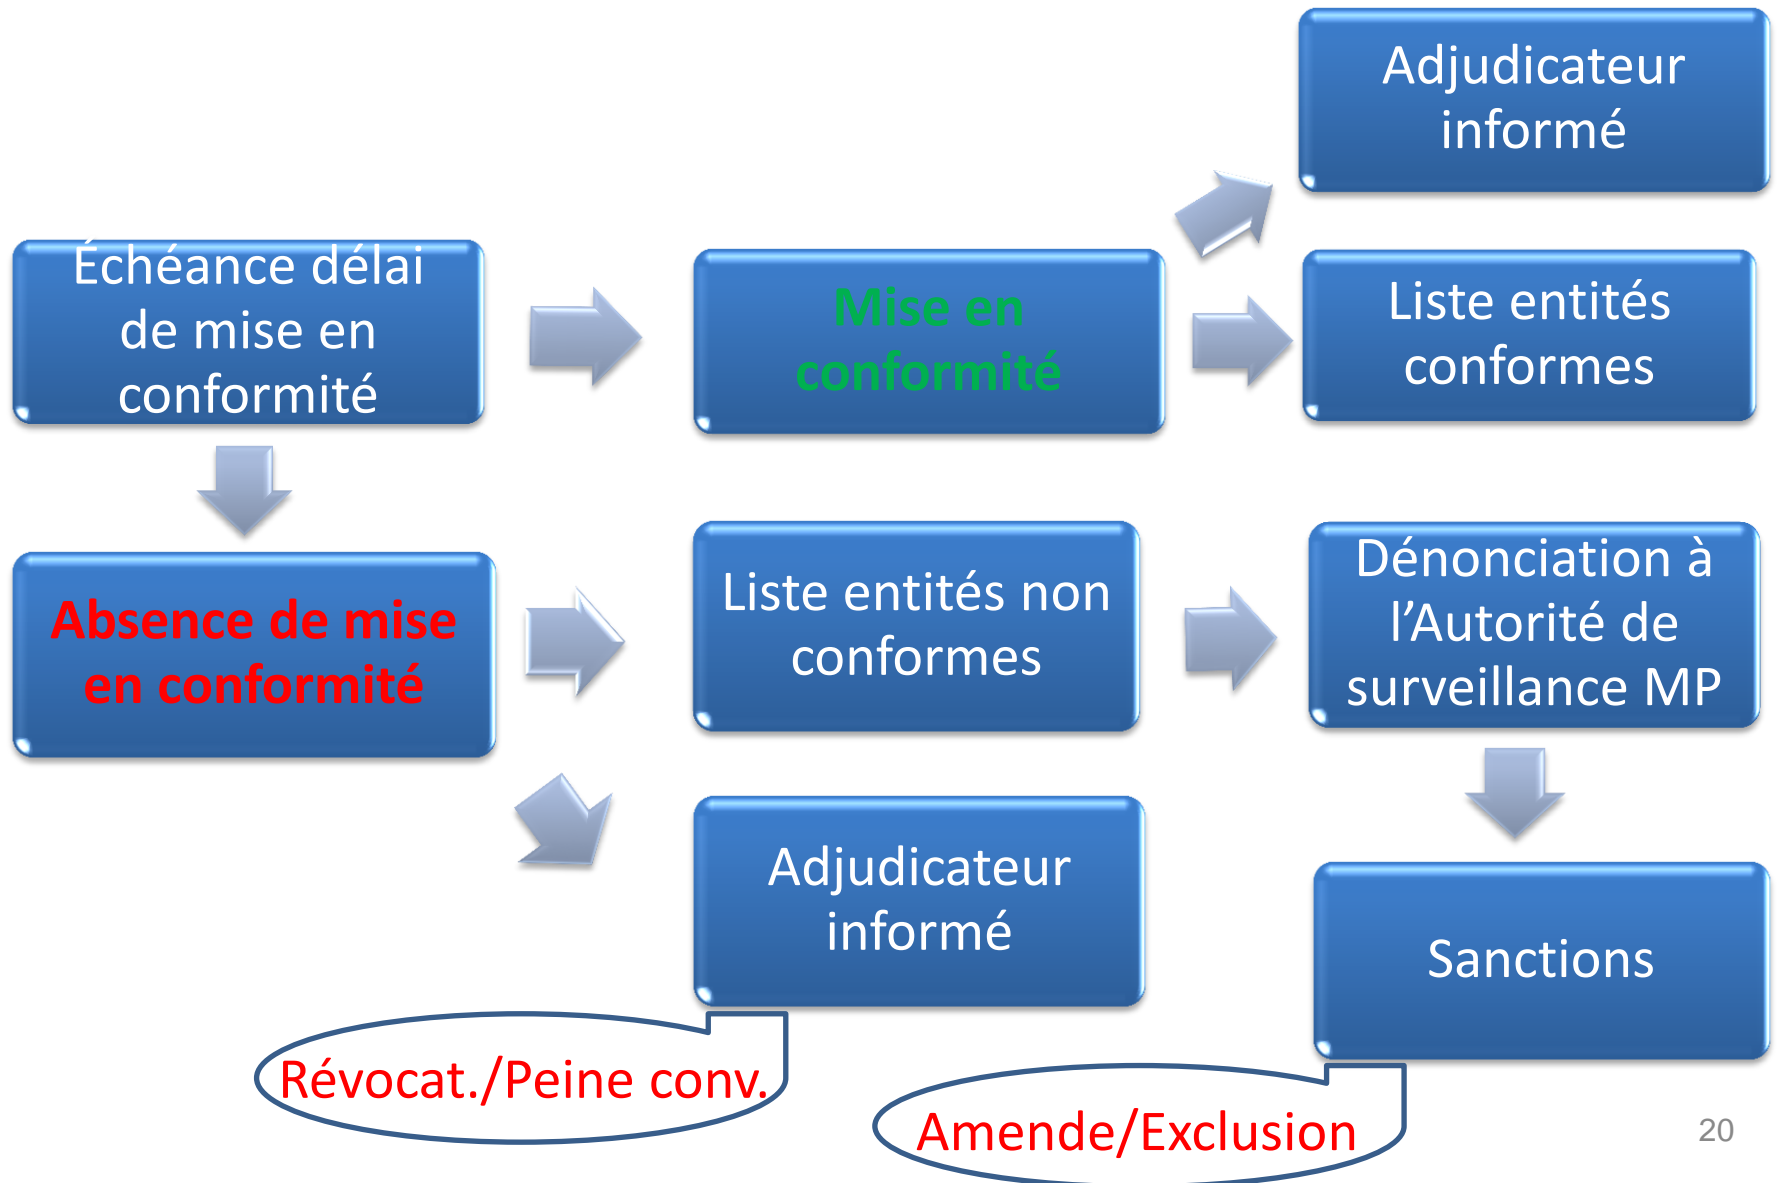 Adjudicateur
informé
Échéance délai
de mise en
conformité
Mise en
conformité
Liste entités
conformes
Absence de mise
en conformité
Liste entités non
conformes
Dénonciation à
l’Autorité de
surveillance MP
Adjudicateur
informé
Sanctions
Révocat./Peine conv.
Amende/Exclusion
20